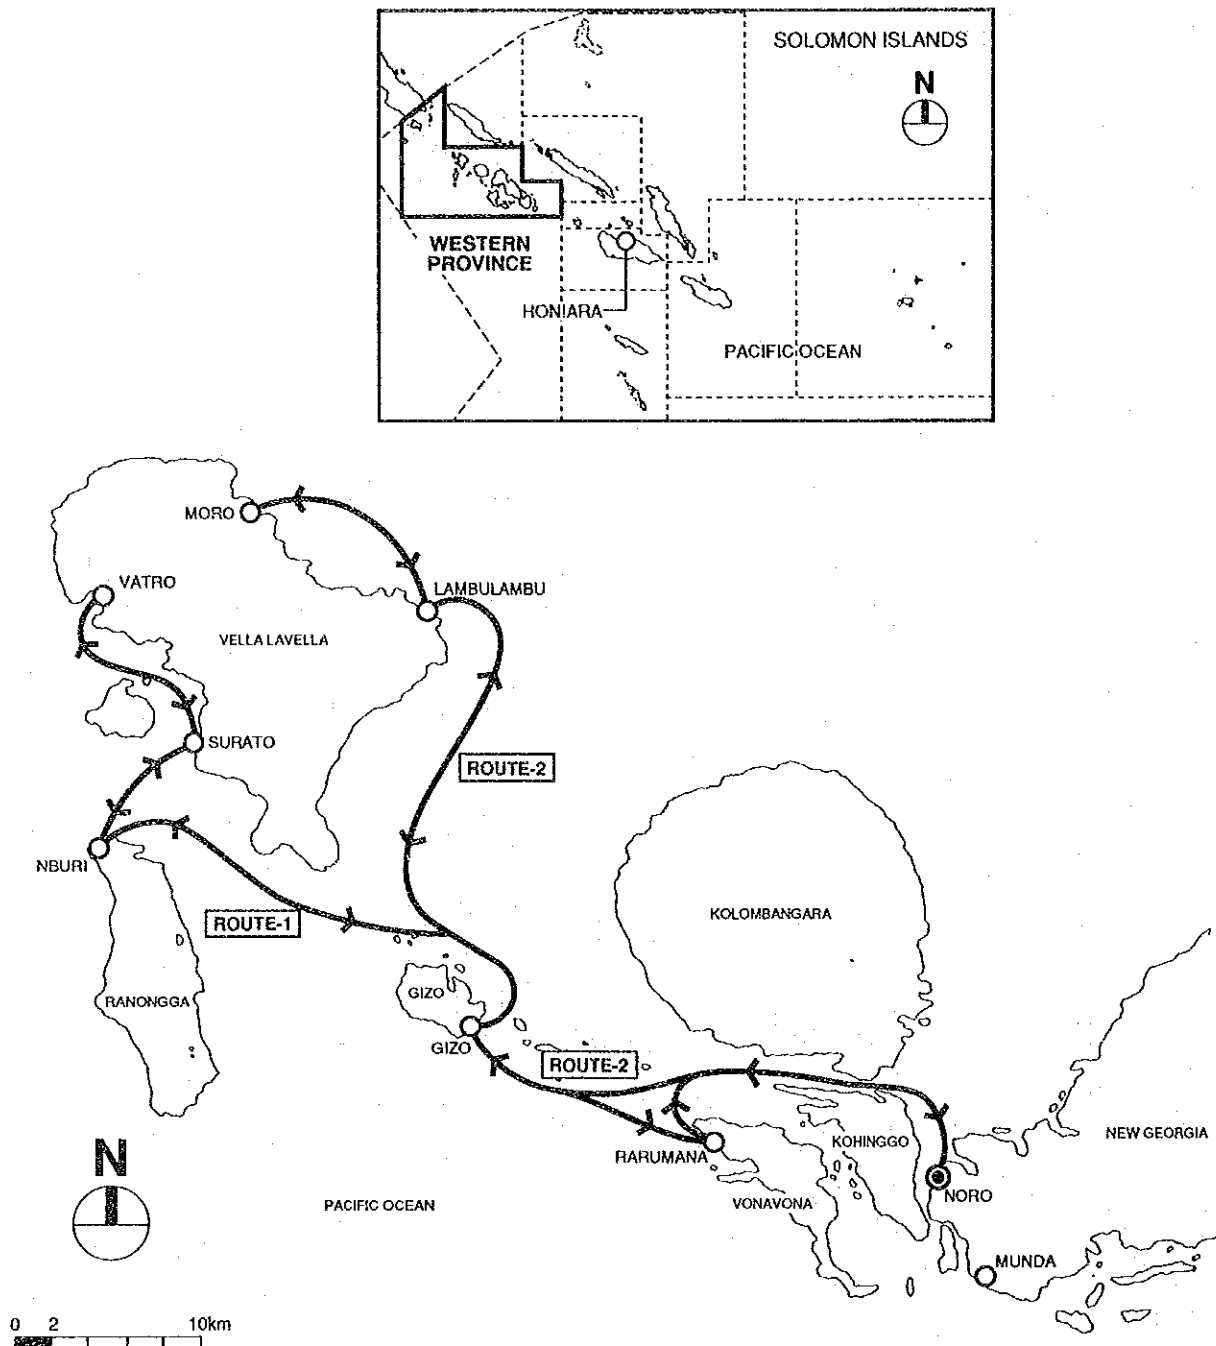 SOLOMON ISLANDS
N
WESTERN
PROVINCE
HONIARA
PACIFIC OCEAN
MORO
VATRO
LAMBULAMBU
VELLA LAVELLA
SURATO
ROUTE-2
NBURI
ROUTE-1
KOLOMBANGARA
RANONGGA
GIZO
GIZO
ROUTE-2
RARUMANA
KOHINGGO
NEW GEORGIA
N
PACIFIC OCEAN
VONAVONA
NORO
MUNDA
0 2 10km